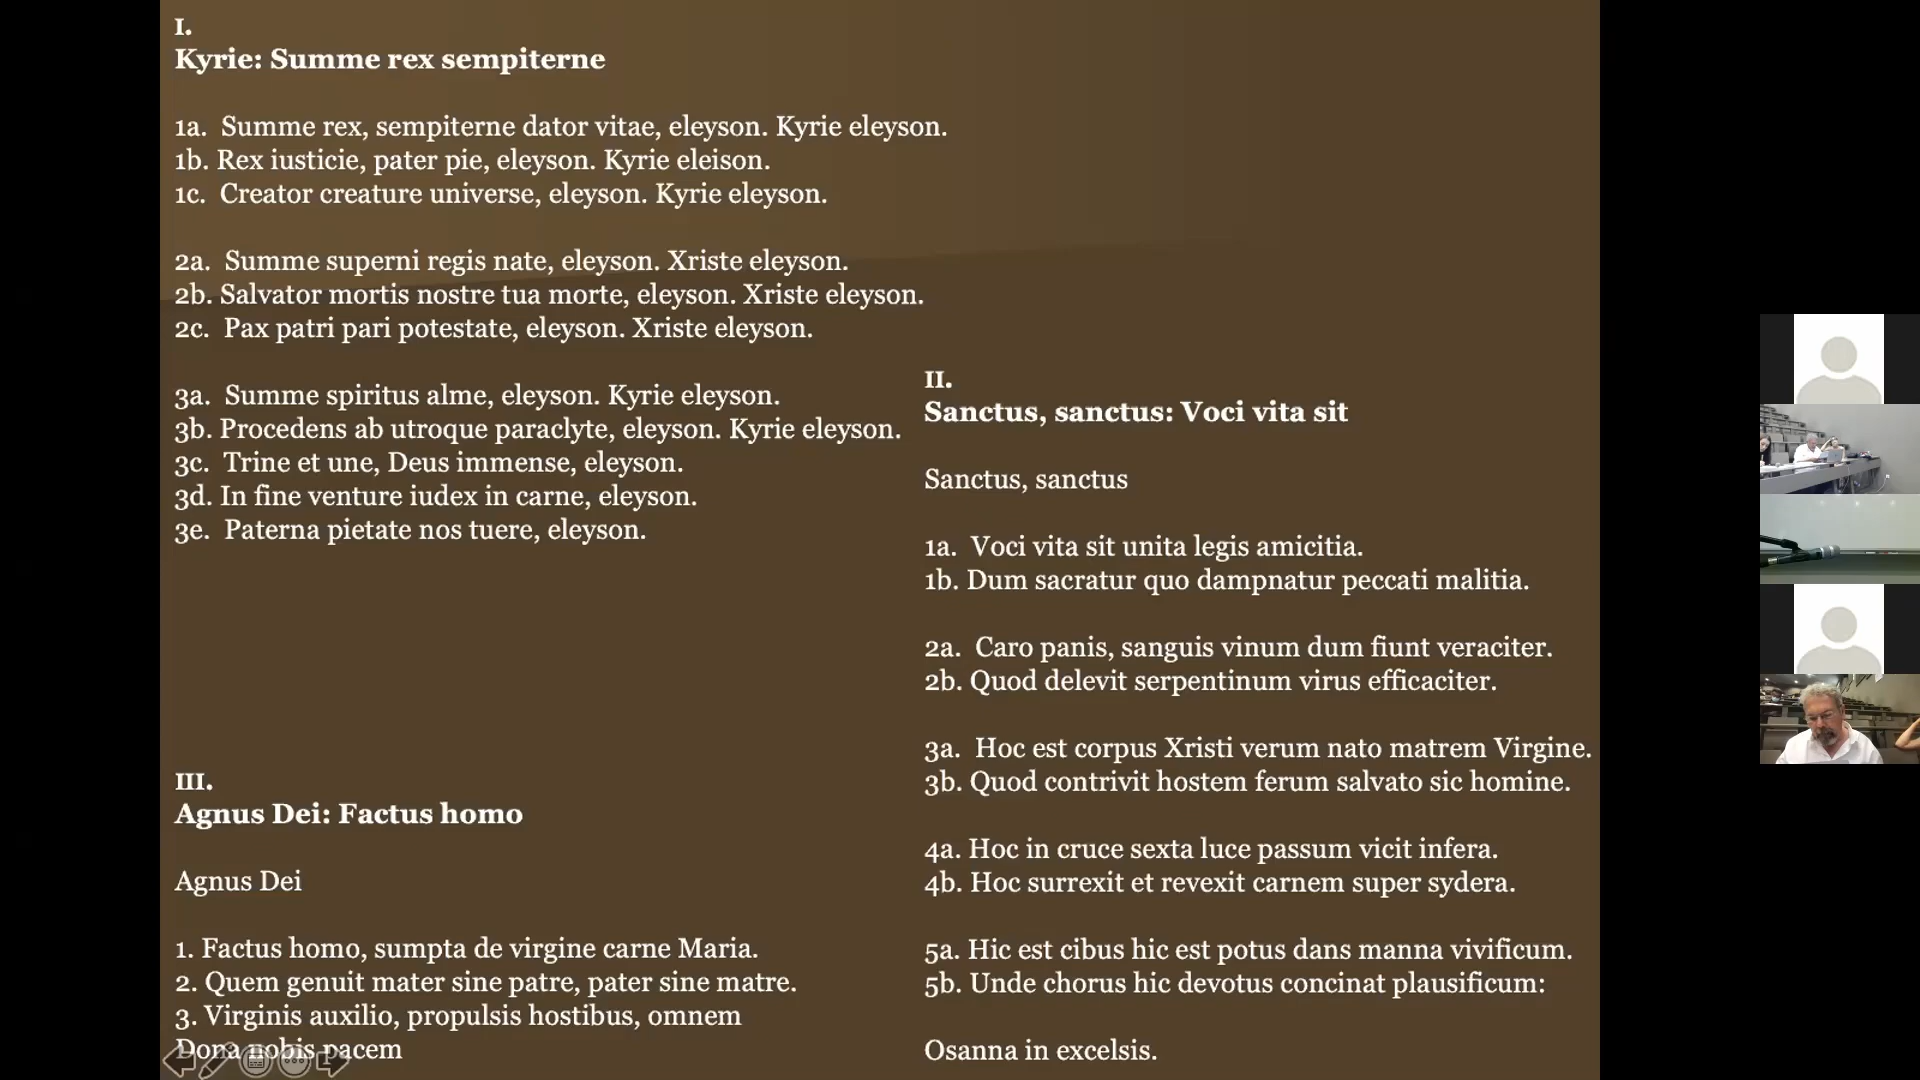 I.
Kyrie: Summe rex sempiterne
1a. Summe rex, sempiterne dator vitae, eleyson. Kyrie eleyson.
1b. Rex iusticie, pater pie, eleyson. Kyrie eleison.
1c. Creator creature universe, eleyson. Kyrie eleyson.
2a. Summe superni regis nate, eleyson. Xriste eleyson.
2b. Salvator mortis nostre tua morte, eleyson. Xriste eleyson.
2c. Pax patri pari potestate, eleyson. Xriste eleyson.
3a. Summe spiritus alme, eleyson. Kyrie eleyson.
3b. Procedens ab utroque paraclyte, eleyson. Kyrie eleyson.
3c. Trine et une, Deus immense, eleyson.
3d. In fine venture iudex in carne, eleyson.
3e. Paterna pietate nos tuere, eleyson.
II.
Sanctus, sanctus: Voci vita sit
Sanctus, sanctus
1a. Voci vita sit unita legis amicitia.
1b. Dum sacratur quo dampnatur peccati malitia.
2a. Caro panis, sanguis vinum dum fiunt veraciter.
2b. Quod delevit serpentinum virus efficaciter.
3a. Hoc est corpus Xristi verum nato matrem Virgine.
3b. Quod contrivit hostem ferum salvato sic homine.
4a. Hoc in cruce sexta luce passum vicit infera.
4b. Hoc surrexit et revexit carnem super sydera.
5a. Hic est cibus hic est potus dans manna vivificum.
5b. Unde chorus hic devotus concinat plausificum:
Osanna in excelsis.
III.
Agnus Dei: Factus homo
Agnus Dei
1. Factus homo, sumpta de virgine carne Maria.
2. Quem genuit mater sine patre, pater sine matre.
3. Virginis auxilio, propulsis hostibus, omnem
Dona nobis pacem